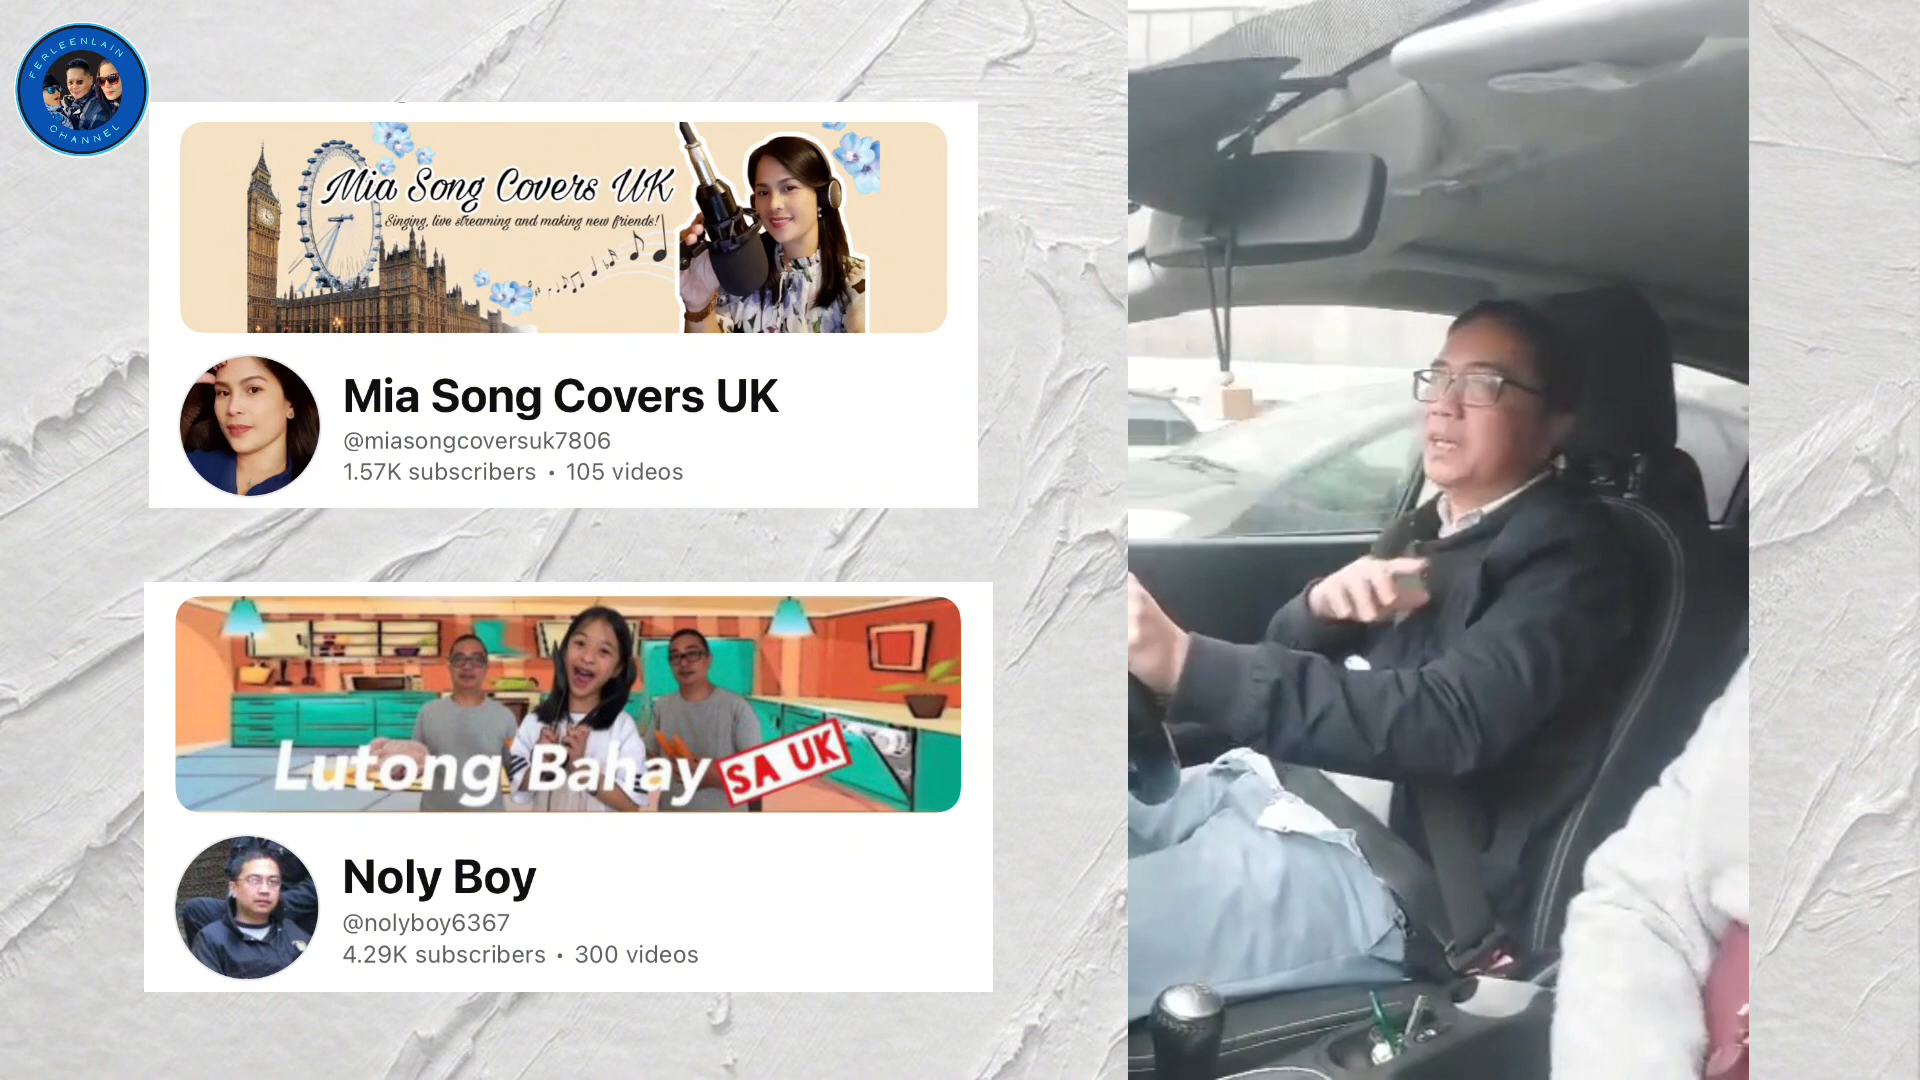 FERLEENLAIN
CHANNEL
Mia Song Covers UK
Singing, live streaming and making new friends!
Mia Song Covers UK
@miasongcoversuk7806
1.57K subscribers • 105 videos
Lutong Bahay SA UK
Noly Boy
@nolyboy6367
4.29K subscribers • 300 videos